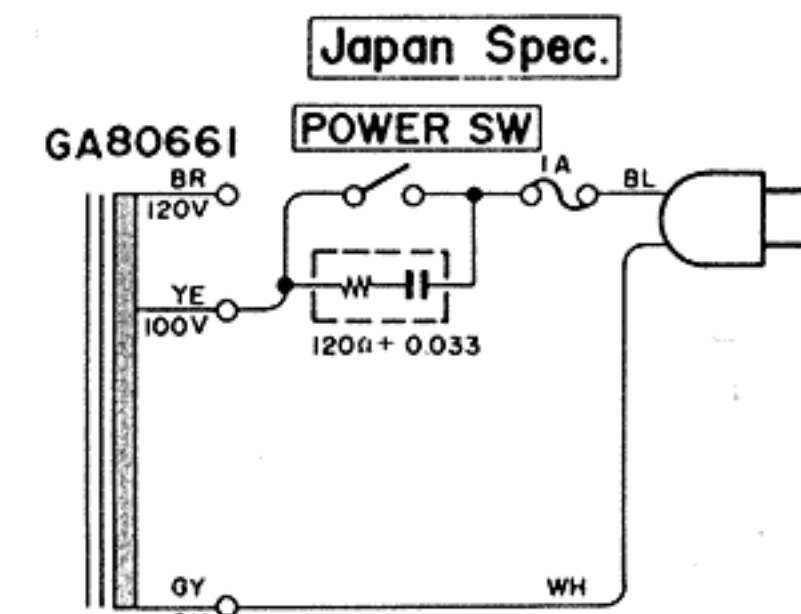 Japan Spec.
GA80661
POWER SW
BR
120V
1A
BL
YE
100V
120Ω+ 0.033
GY
WH